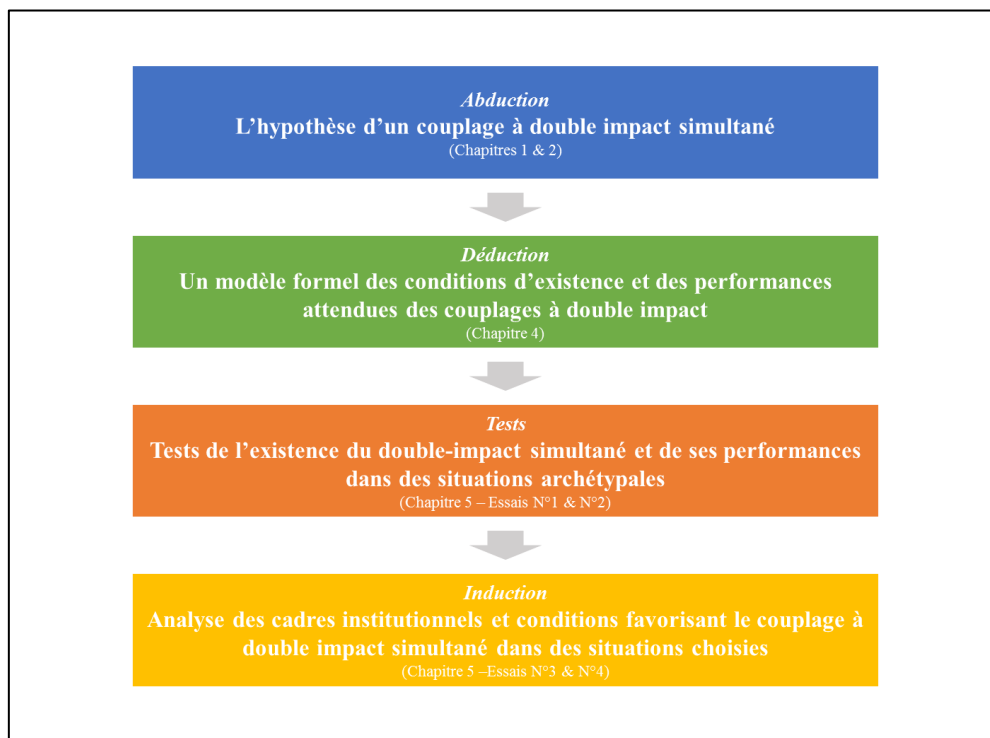 Abduction
L’hypothèse d’un couplage à double impact simultané
(Chapitres 1 & 2)
Déduction
Un modèle formel des conditions d’existence et des performances
attendues des couplages à double impact
(Chapitre 4)
Tests
Tests de l’existence du double-impact simultané et de ses performances
dans des situations archétypales
(Chapitre 5 – Essais N°1 & N°2)
Induction
Analyse des cadres institutionnels et conditions favorisant le couplage à
double impact simultané dans des situations choisies
(Chapitre 5 –Essais N°3 & N°4)